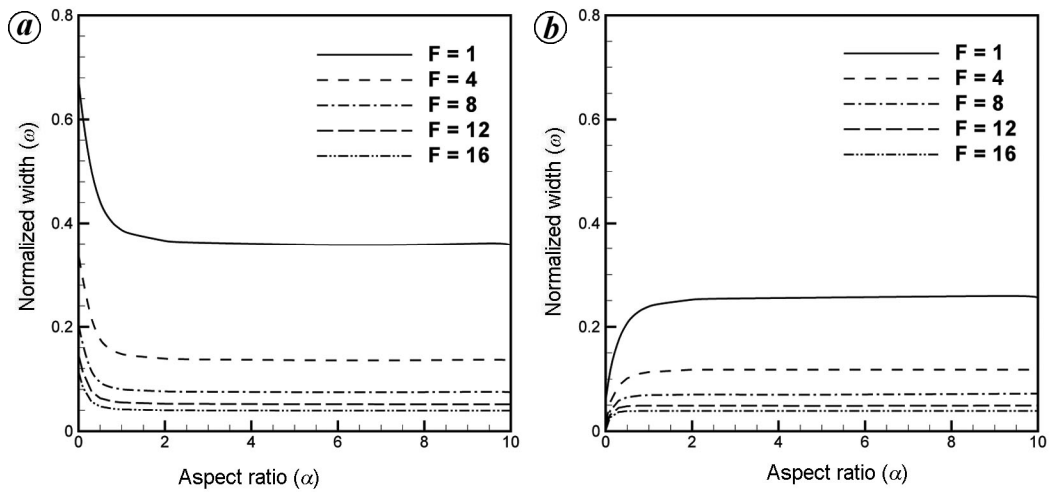 a
0.8
0.6
0.4
0.2
0
0
2
4
6
8
10
Normalized width (ω)
Aspect ratio (α)
F = 1
F = 4
F = 8
F = 12
F = 16
b
0.8
0.6
0.4
0.2
0
0
2
4
6
8
10
Normalized width (ω)
Aspect ratio (α)
F = 1
F = 4
F = 8
F = 12
F = 16